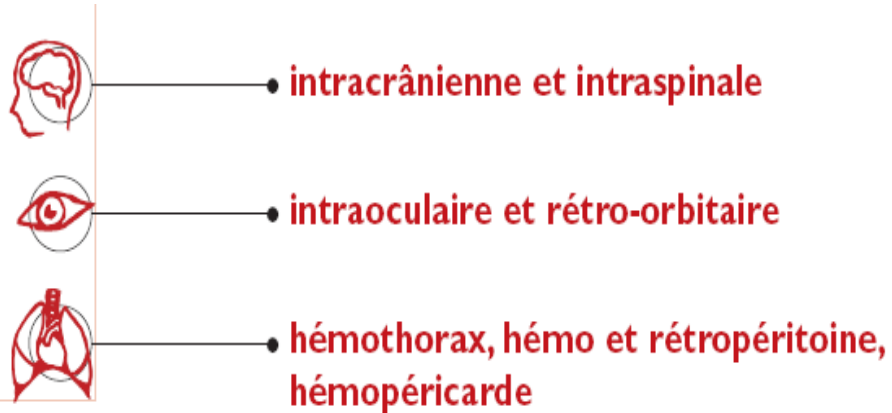 intracrânienne et intraspinale
intraoculaire et rétro-orbitaire
hémothorax, hémo et rétropéritoine,
hémopéricarde